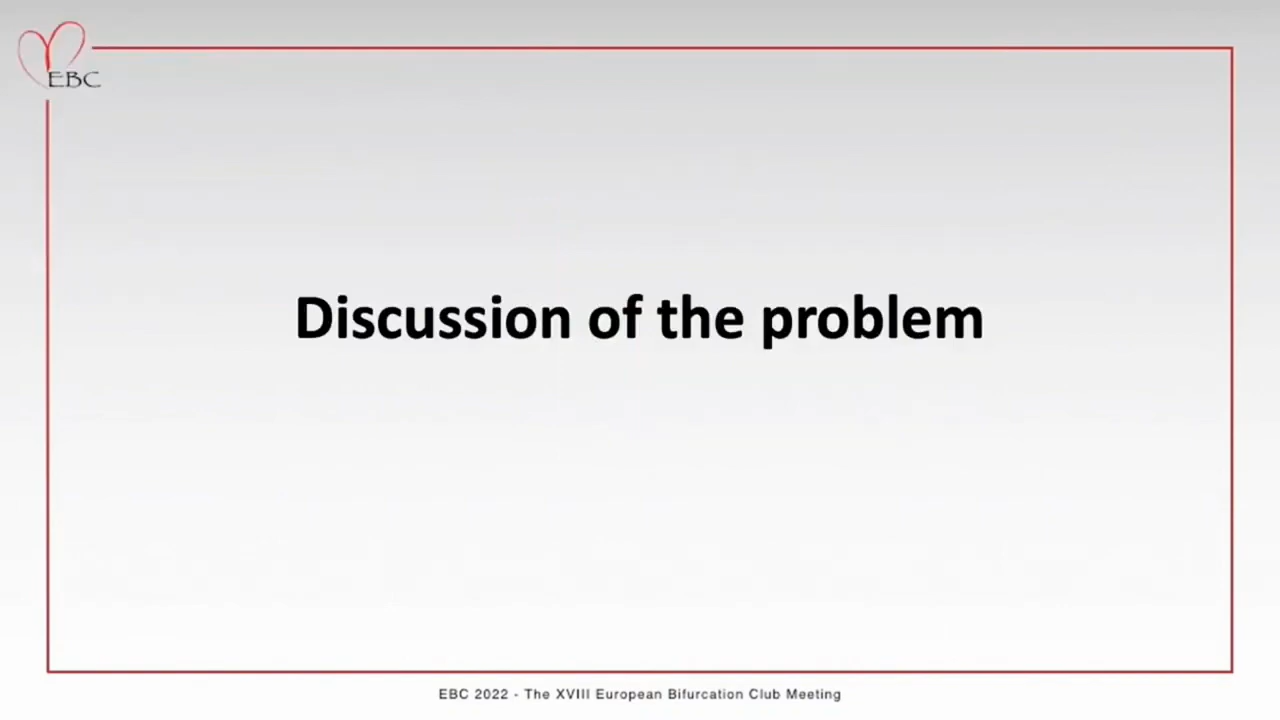 EBC
Discussion of the problem
EBC 2022 - The XVIII European Bifurcation Club Meeting